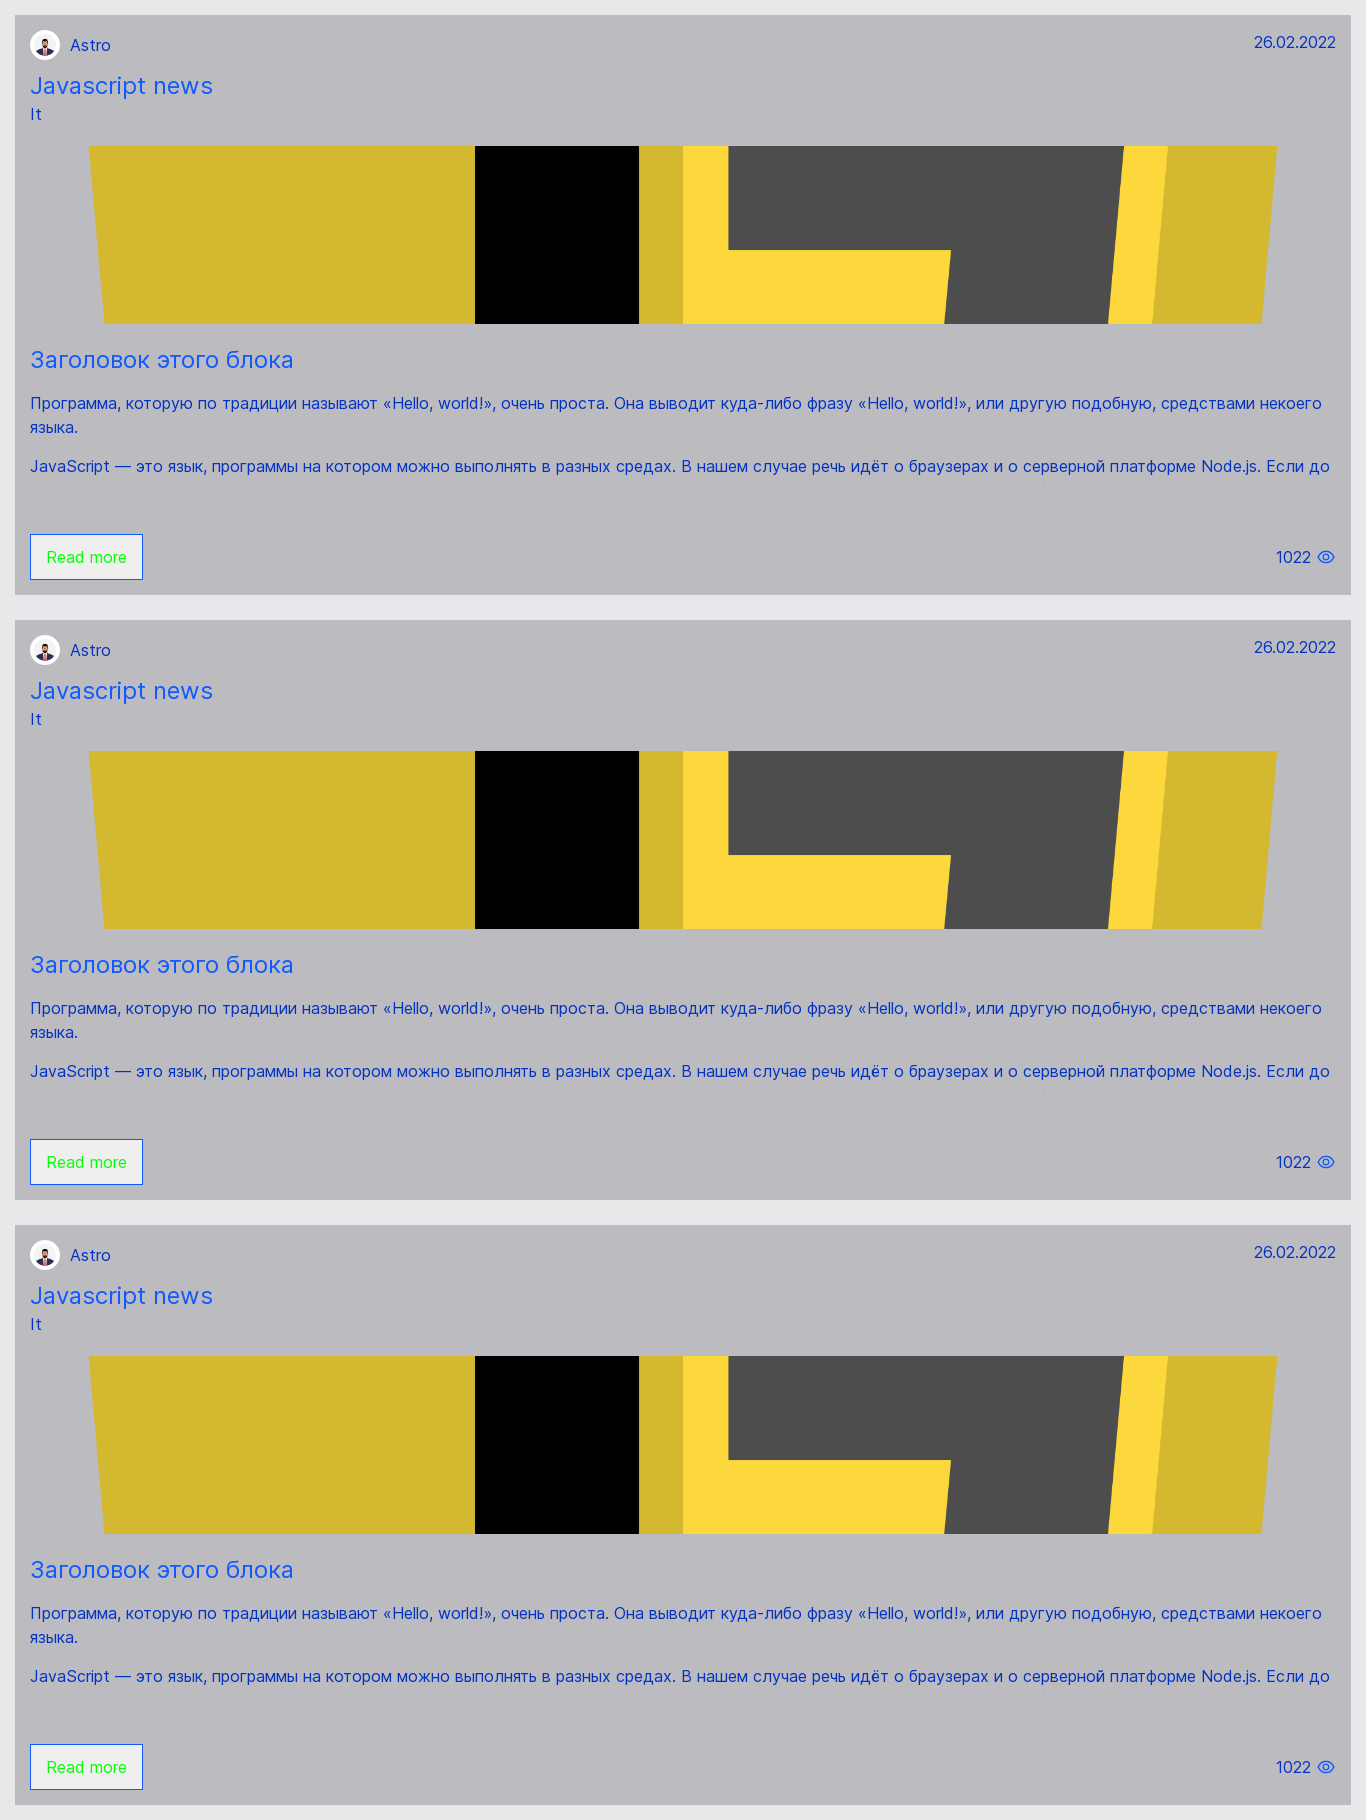 Astro
26.02.2022
Javascript news
It
Заголовок этого блока
Программа, которую по традиции называют «Hello, world!», очень проста. Она выводит куда-либо фразу «Hello, world!», или другую подобную, средствами некоего
языка.
JavaScript — это язык, программы на котором можно выполнять в разных средах. В нашем случае речь идёт о браузерах и о серверной платформе Node.js. Если до
Read more
1022
Astro
26.02.2022
Javascript news
It
Заголовок этого блока
Программа, которую по традиции называют «Hello, world!», очень проста. Она выводит куда-либо фразу «Hello, world!», или другую подобную, средствами некоего
языка.
JavaScript — это язык, программы на котором можно выполнять в разных средах. В нашем случае речь идёт о браузерах и о серверной платформе Node.js. Если до
Read more
1022
Astro
26.02.2022
Javascript news
It
Заголовок этого блока
Программа, которую по традиции называют «Hello, world!», очень проста. Она выводит куда-либо фразу «Hello, world!», или другую подобную, средствами некоего
языка.
JavaScript — это язык, программы на котором можно выполнять в разных средах. В нашем случае речь идёт о браузерах и о серверной платформе Node.js. Если до
Read more
1022